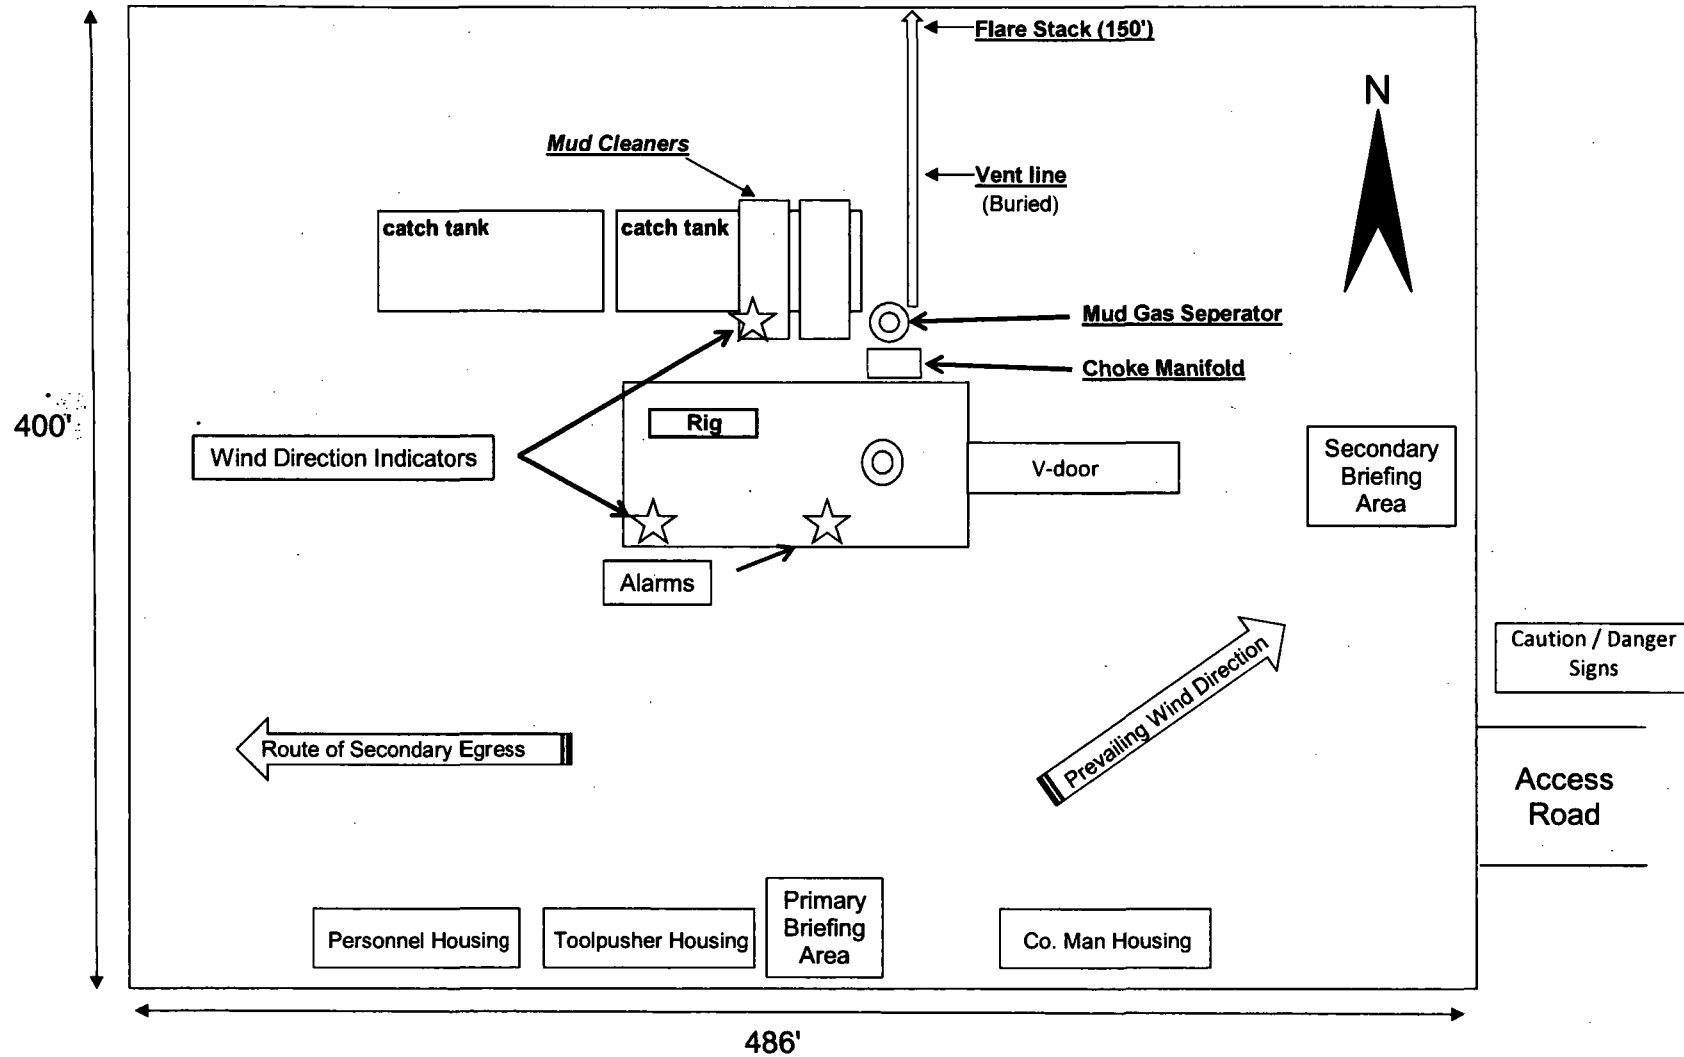 Flare Stack (150')
N
Mud Cleaners
Vent line
(Buried)
catch tank
catch tank
Mud Gas Seperator
Choke Manifold
400'
Rig
Wind Direction Indicators
V-door
Secondary
Briefing
Area
Alarms
Caution / Danger
Signs
Prevailing Wind Direction
Route of Secondary Egress
Access
Road
Primary
Briefing
Area
Personnel Housing
Toolpusher Housing
Co. Man Housing
486'